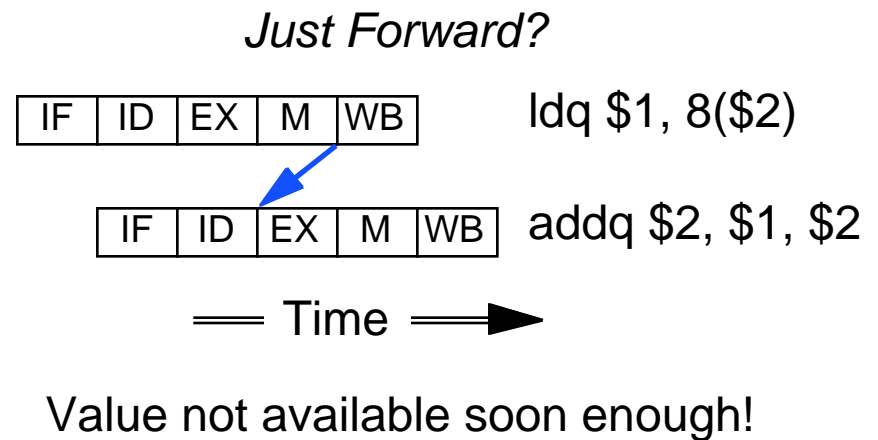 Just Forward?
IF ID EX M WB ldq $1, 8($2)
IF ID EX M WB addq $2, $1, $2
Time
Value not available soon enough!